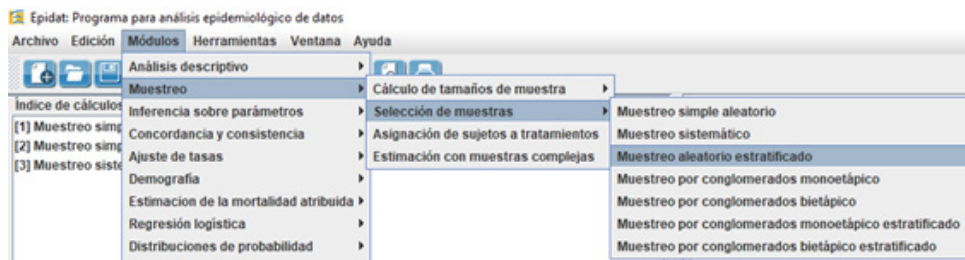 Epidat: Programa para análisis epidemiológico de datos
Archivo Edición Módulos Herramientas Ventana Ayuda
Análisis descriptivo
Muestreo
Inferencia sobre parámetros
Concordancia y consistencia
Ajuste de tasas
Demografía
Estimacion de la mortalidad atribuida
Regresión logística
Distribuciones de probabilidad
Cálculo de tamaños de muestra
Selección de muestras
Asignación de sujetos a tratamientos
Estimación con muestras complejas
Muestreo simple aleatorio
Muestreo sistemático
Muestreo aleatorio estratificado
Muestreo por conglomerados monoetápico
Muestreo por conglomerados bietápico
Muestreo por conglomerados monoetápico estratificado
Muestreo por conglomerados bietápico estratificado
Índice de cálculos
[1] Muestreo simp
[2] Muestreo simp
[3] Muestreo siste